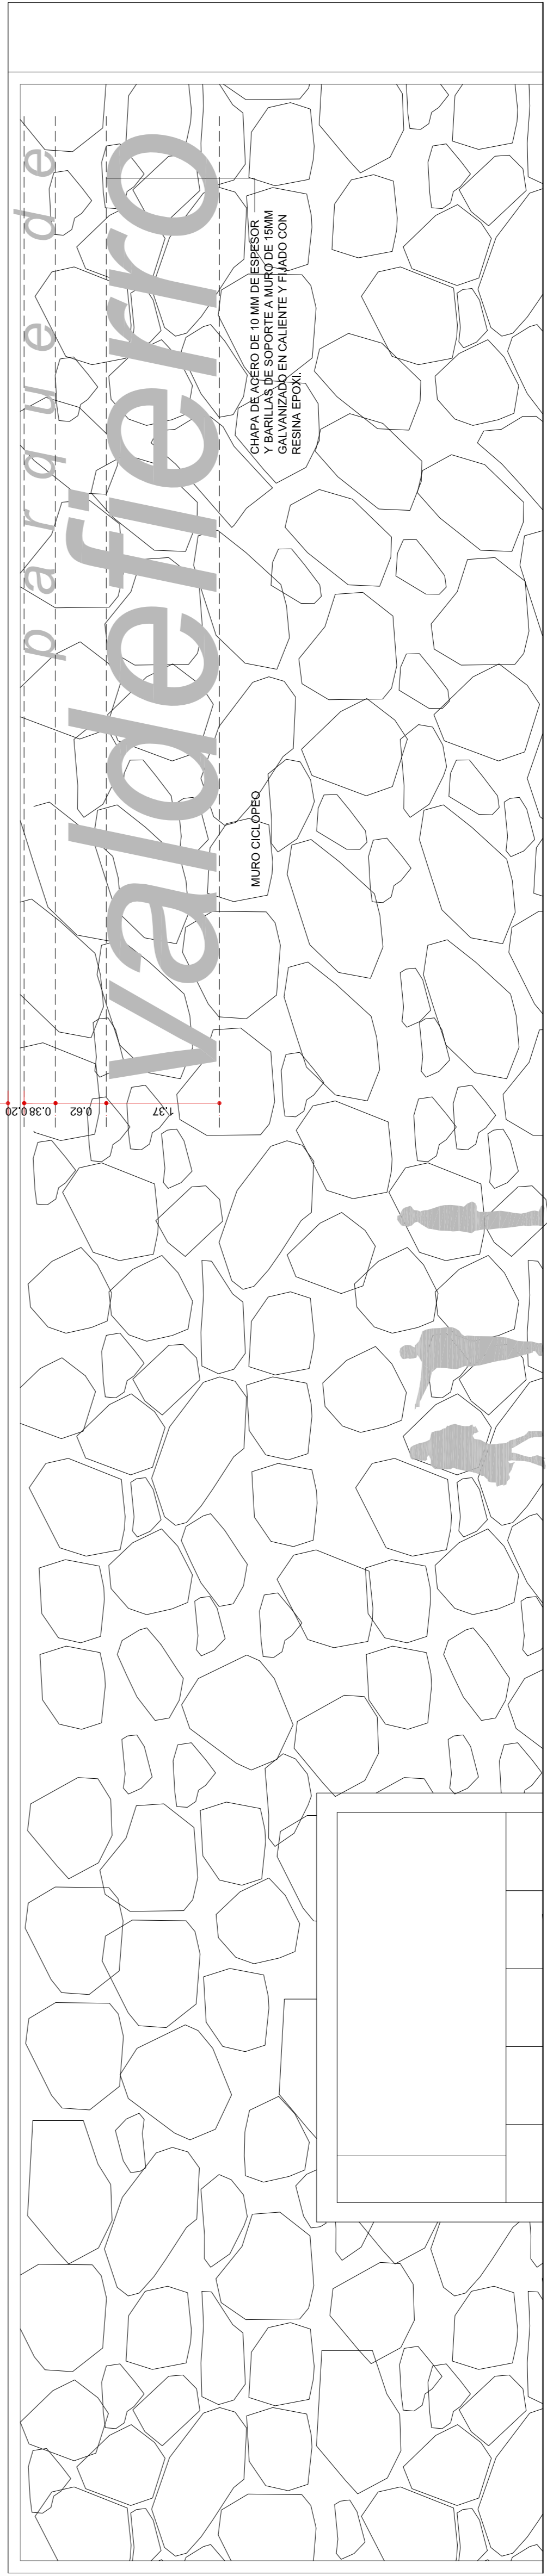 parque de
valdefierro
CHAPA DE ACERO DE 10 MM DE ESPESOR
Y BARILLAS DE SOPORTE A MURO DE 15MM
GALVANIZADO EN CALIENTE Y FIJADO CON
RESINA EPOXI.
MURO CICLOPEO
0.20
0.38
0.62
1.37